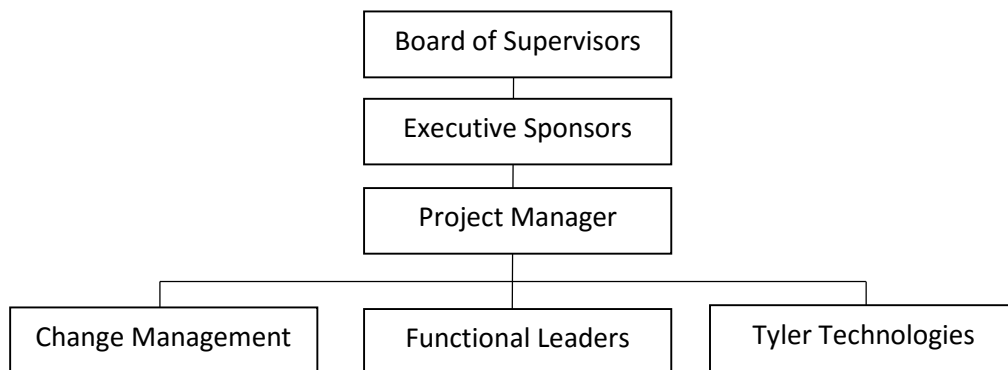 Board of Supervisors
Executive Sponsors
Project Manager
Change Management
Functional Leaders
Tyler Technologies